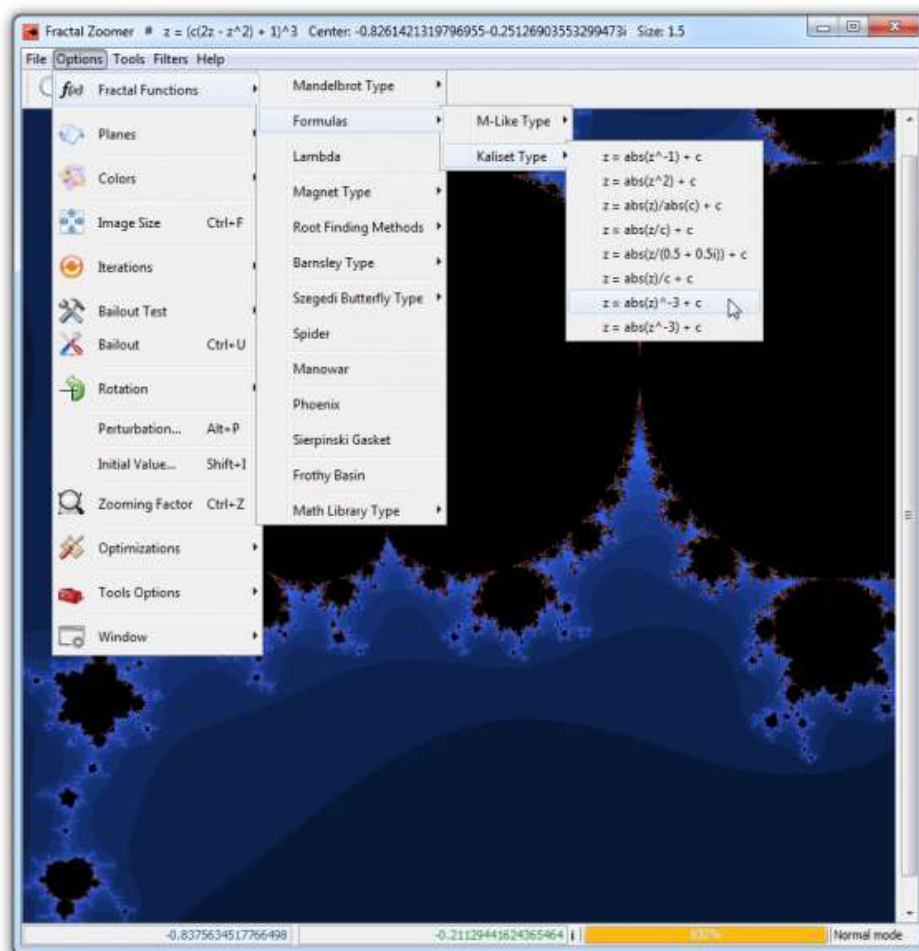 Fractal Zoomer # z = (c(2z - z^2) + 1)^3 Center: -0.8261421319796955-0.25126903553299473i Size: 1.5
File Options Tools Filters Help
f(x) Fractal Functions
Planes
Colors
Image Size Ctrl+F
Iterations
Bailout Test
Bailout Ctrl+U
Rotation
Perturbation... Alt+P
Initial Value... Shift+I
Zooming Factor Ctrl+Z
Optimizations
Tools Options
Window
Mandelbrot Type
Formulas
Lambda
Magnet Type
Root Finding Methods
Barnsley Type
Szegedi Butterfly Type
Spider
Manowar
Phoenix
Sierpinski Gasket
Frothy Basin
Math Library Type
M-Like Type
Kaliset Type
z = abs(z^-1) + c
z = abs(z^2) + c
z = abs(z)/abs(c) + c
z = abs(z/c) + c
z = abs(z/(0.5 + 0.5i)) + c
z = abs(z)/c + c
z = abs(z)^-3 + c
z = abs(z^-3) + c
-0.8375634517766498 -0.21129441624365464 i 100% Normal mode